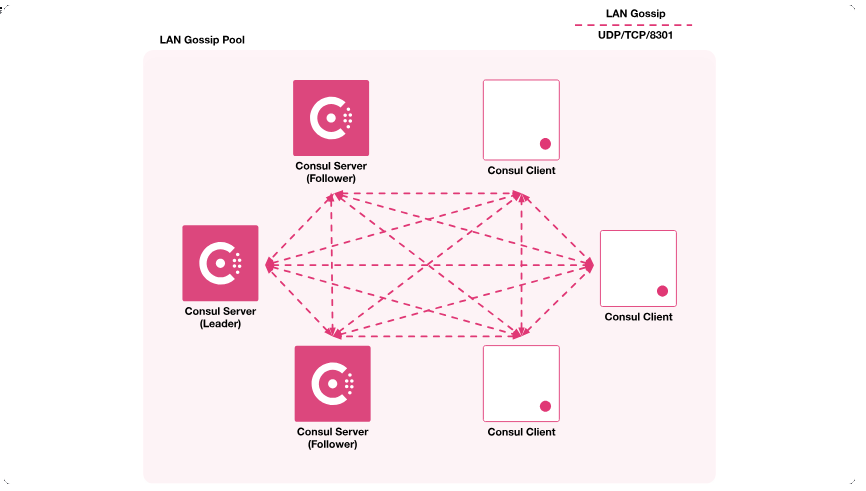 LAN Gossip
UDP/TCP/8301
LAN Gossip Pool
Consul Server
(Follower)
Consul Client
Consul Server
(Leader)
Consul Client
Consul Server
(Follower)
Consul Client